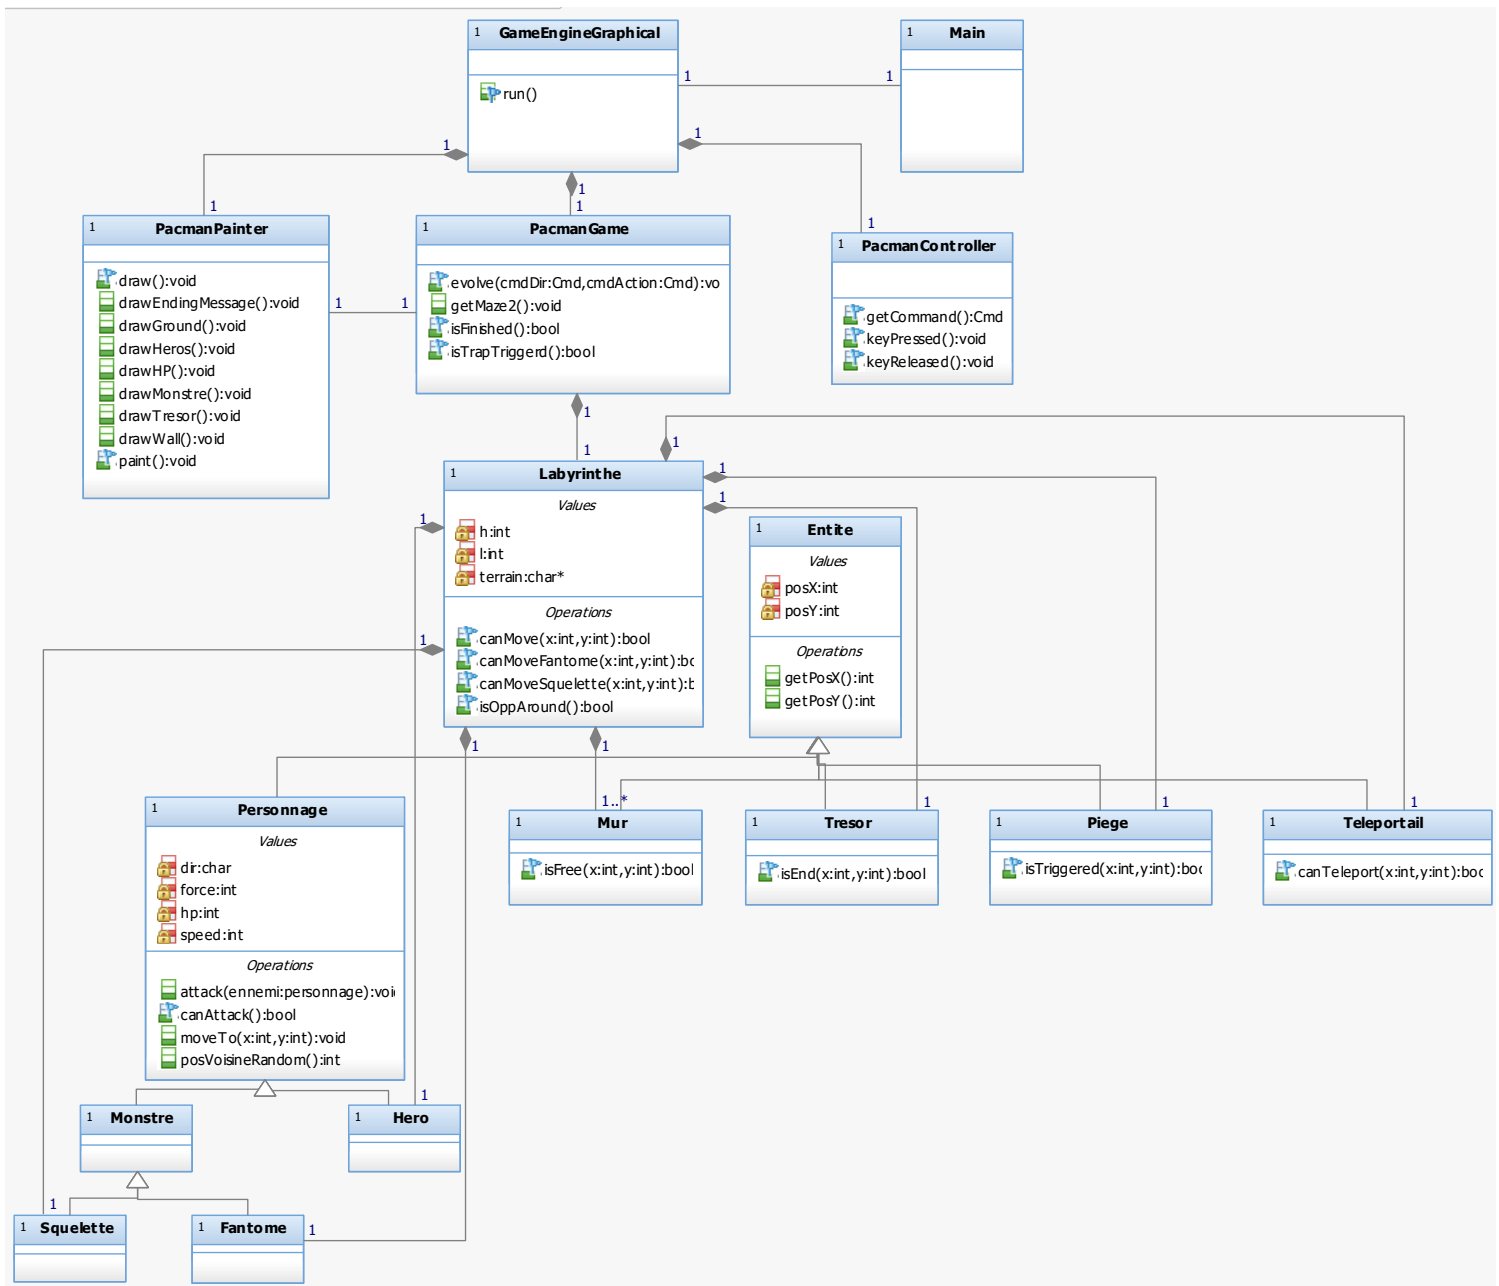 1 GameEngineGraphical
run()
1 Main
1 1
1
1
1
1
1
1
1 PacmanPainter
draw():void
drawEndingMessage():void
drawGround():void
drawHeros():void
drawHP():void
drawMonstre():void
drawTresor():void
drawWall():void
paint():void
1 1
1 PacmanGame
evolve(cmdDir:Cmd,cmdAction:Cmd):vo
getMaze2():void
isFinished():bool
isTrapTriggerd():bool
1 PacmanController
getCommand():Cmd
keyPressed():void
keyReleased():void
1
1
1
1
1
1
1
1
1
1 Labyrinthe
Values
h:int
l:int
terrain:char*
Operations
canMove(x:int,y:int):bool
canMoveFantome(x:int,y:int):bc
canMoveSquelette(x:int,y:int):b
isOppAround():bool
1 Entite
Values
posX:int
posY:int
Operations
getPosX():int
getPosY():int
1..*
1
1
1
1 Personnage
Values
dir:char
force:int
hp:int
speed:int
Operations
attack(ennemi:personnage):voi
canAttack():bool
moveTo(x:int,y:int):void
posVoisineRandom():int
1 Mur
isFree(x:int,y:int):bool
1 Tresor
isEnd(x:int,y:int):bool
1 Piege
isTriggered(x:int,y:int):boc
1 Teleportail
canTeleport(x:int,y:int):boc
1
1 Monstre
1 Hero
1
1 Squelette
1 Fantome
1